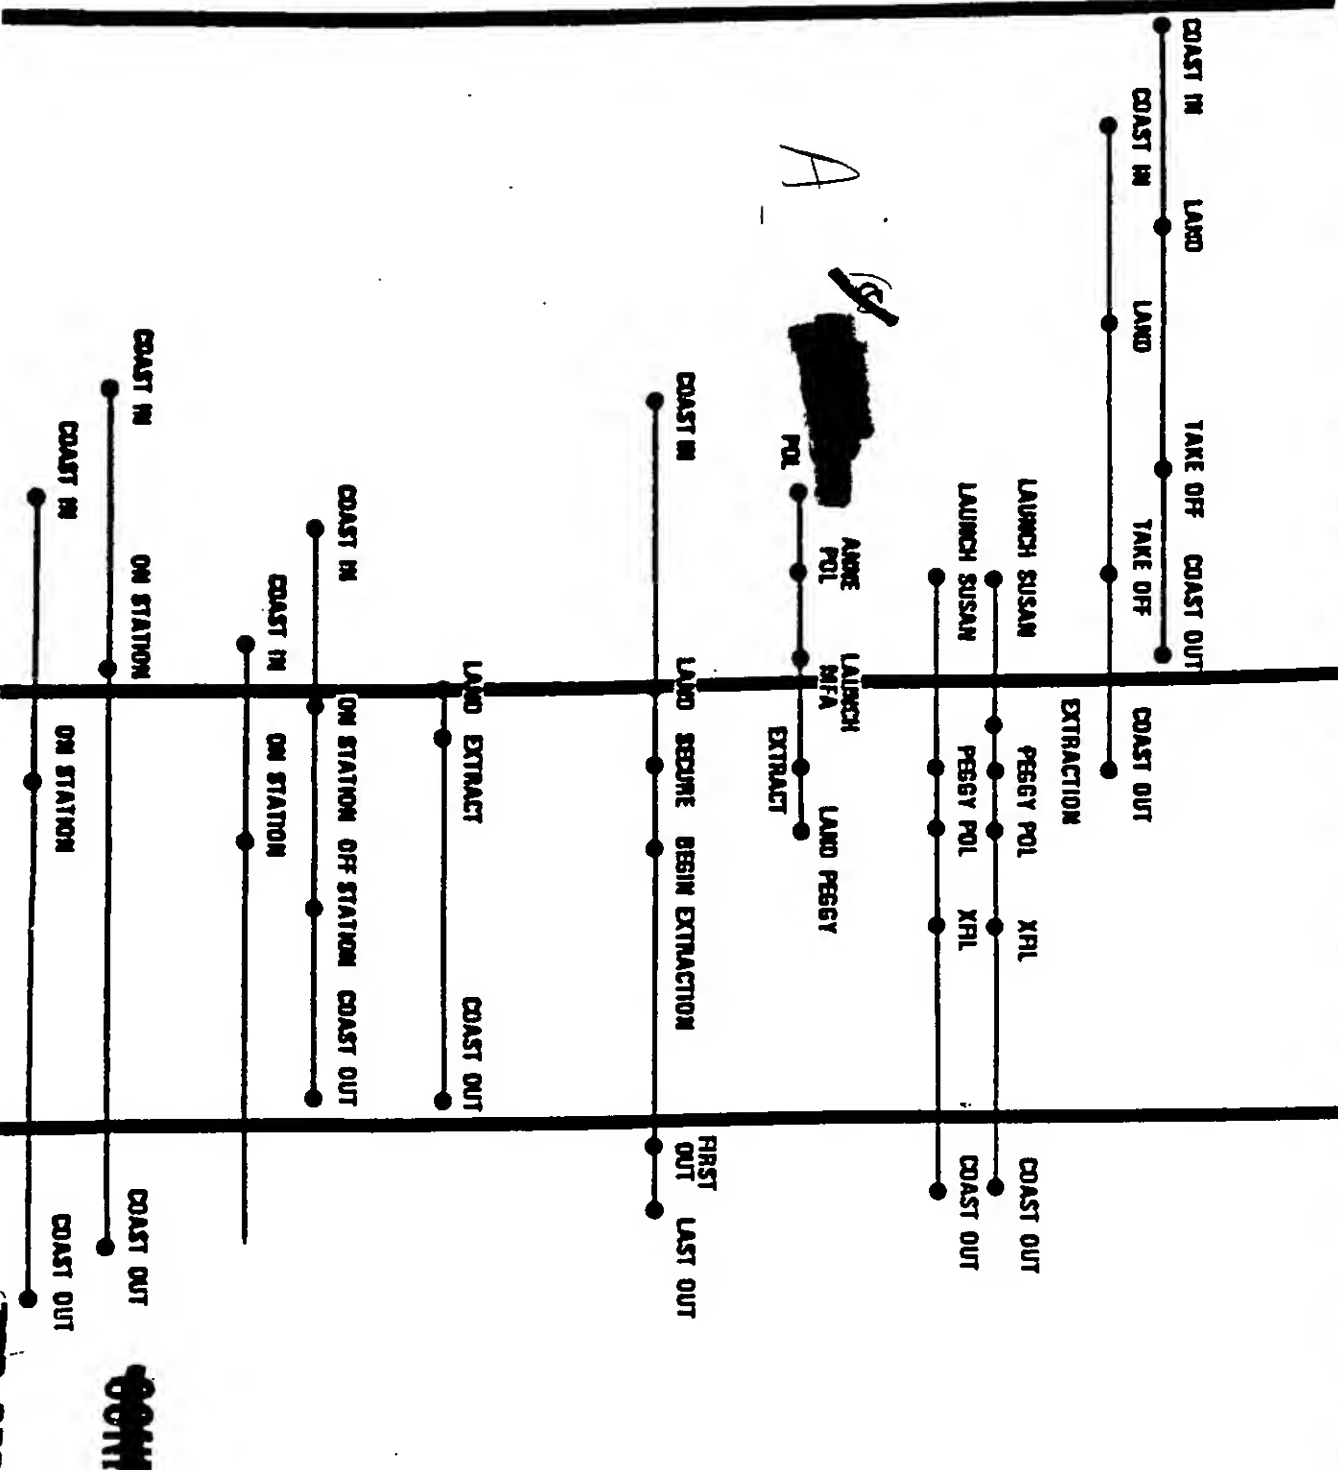 COAST IN LAND TAKE OFF COAST OUT
COAST IN LAND TAKE OFF COAST OUT
EXTRACTION
LAUNCH SUSAN PEGGY POL XFIL COAST OUT
LAUNCH SUSAN PEGGY POL XFIL COAST OUT
ANNE LAUNCH
POL POL MFA LAND PEGGY
EXTRACT
A
FIRST
COAST IN LAND SECURE BEGIN EXTRACTION OUT LAST OUT
LAND EXTRACT COAST OUT
COAST IN ON STATION OFF STATION COAST OUT
COAST IN ON STATION
COAST IN ON STATION COAST OUT
COAST IN ON STATION COAST OUT